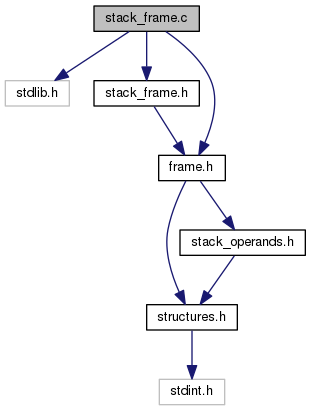 stack_frame.c
stdlib.h
stack_frame.h
frame.h
stack_operands.h
structures.h
stdint.h